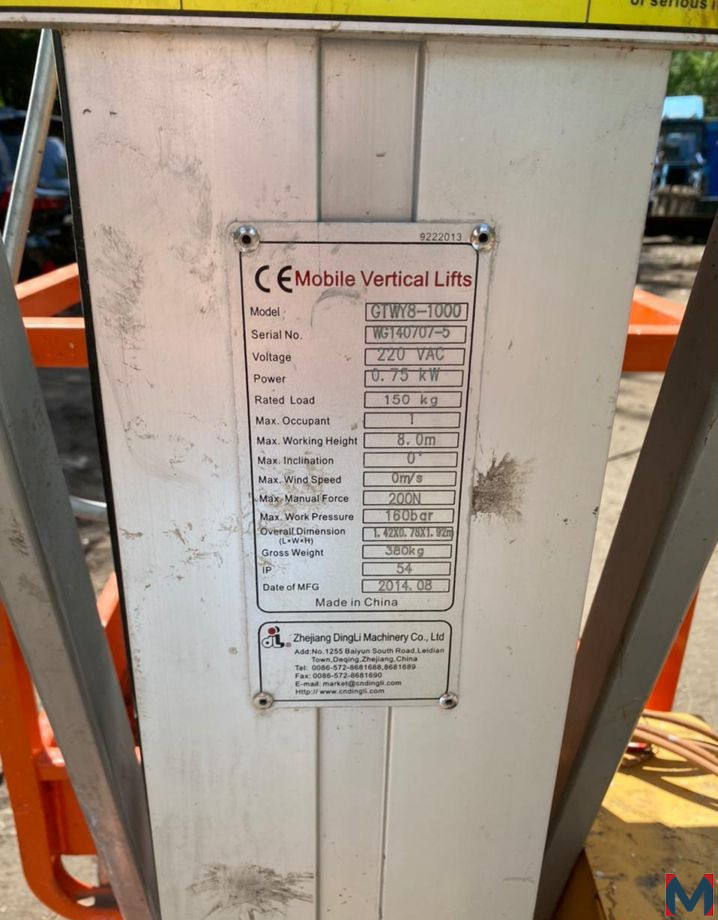 of serious i
9222013
CE Mobile Vertical Lifts
Model GTWY8-1000
Serial No. WG140707-5
Voltage 220 VAC
Power 0.75 kW
Rated Load 150 kg
Max. Occupant 1
Max. Working Height 8.0m
Max. Inclination 0°
Max. Wind Speed 0m/s
Max. Manual Force 200N
Max. Work Pressure 160bar
Overall Dimension 1.42X0.78X1.92m
(L×W×H)
Gross Weight 380kg
IP 54
Date of MFG 2014.08
Made in China
Zhejiang DingLi Machinery Co., Ltd
Add:No.1255 Baiyun South Road,Leidian
Town,Deqing,Zhejiang,China
Tel: 0086-572-8681688,8681689
Fax: 0086-572-8681690
E-mail: market@cndingli.com
Http:// www.cndingli.com
M